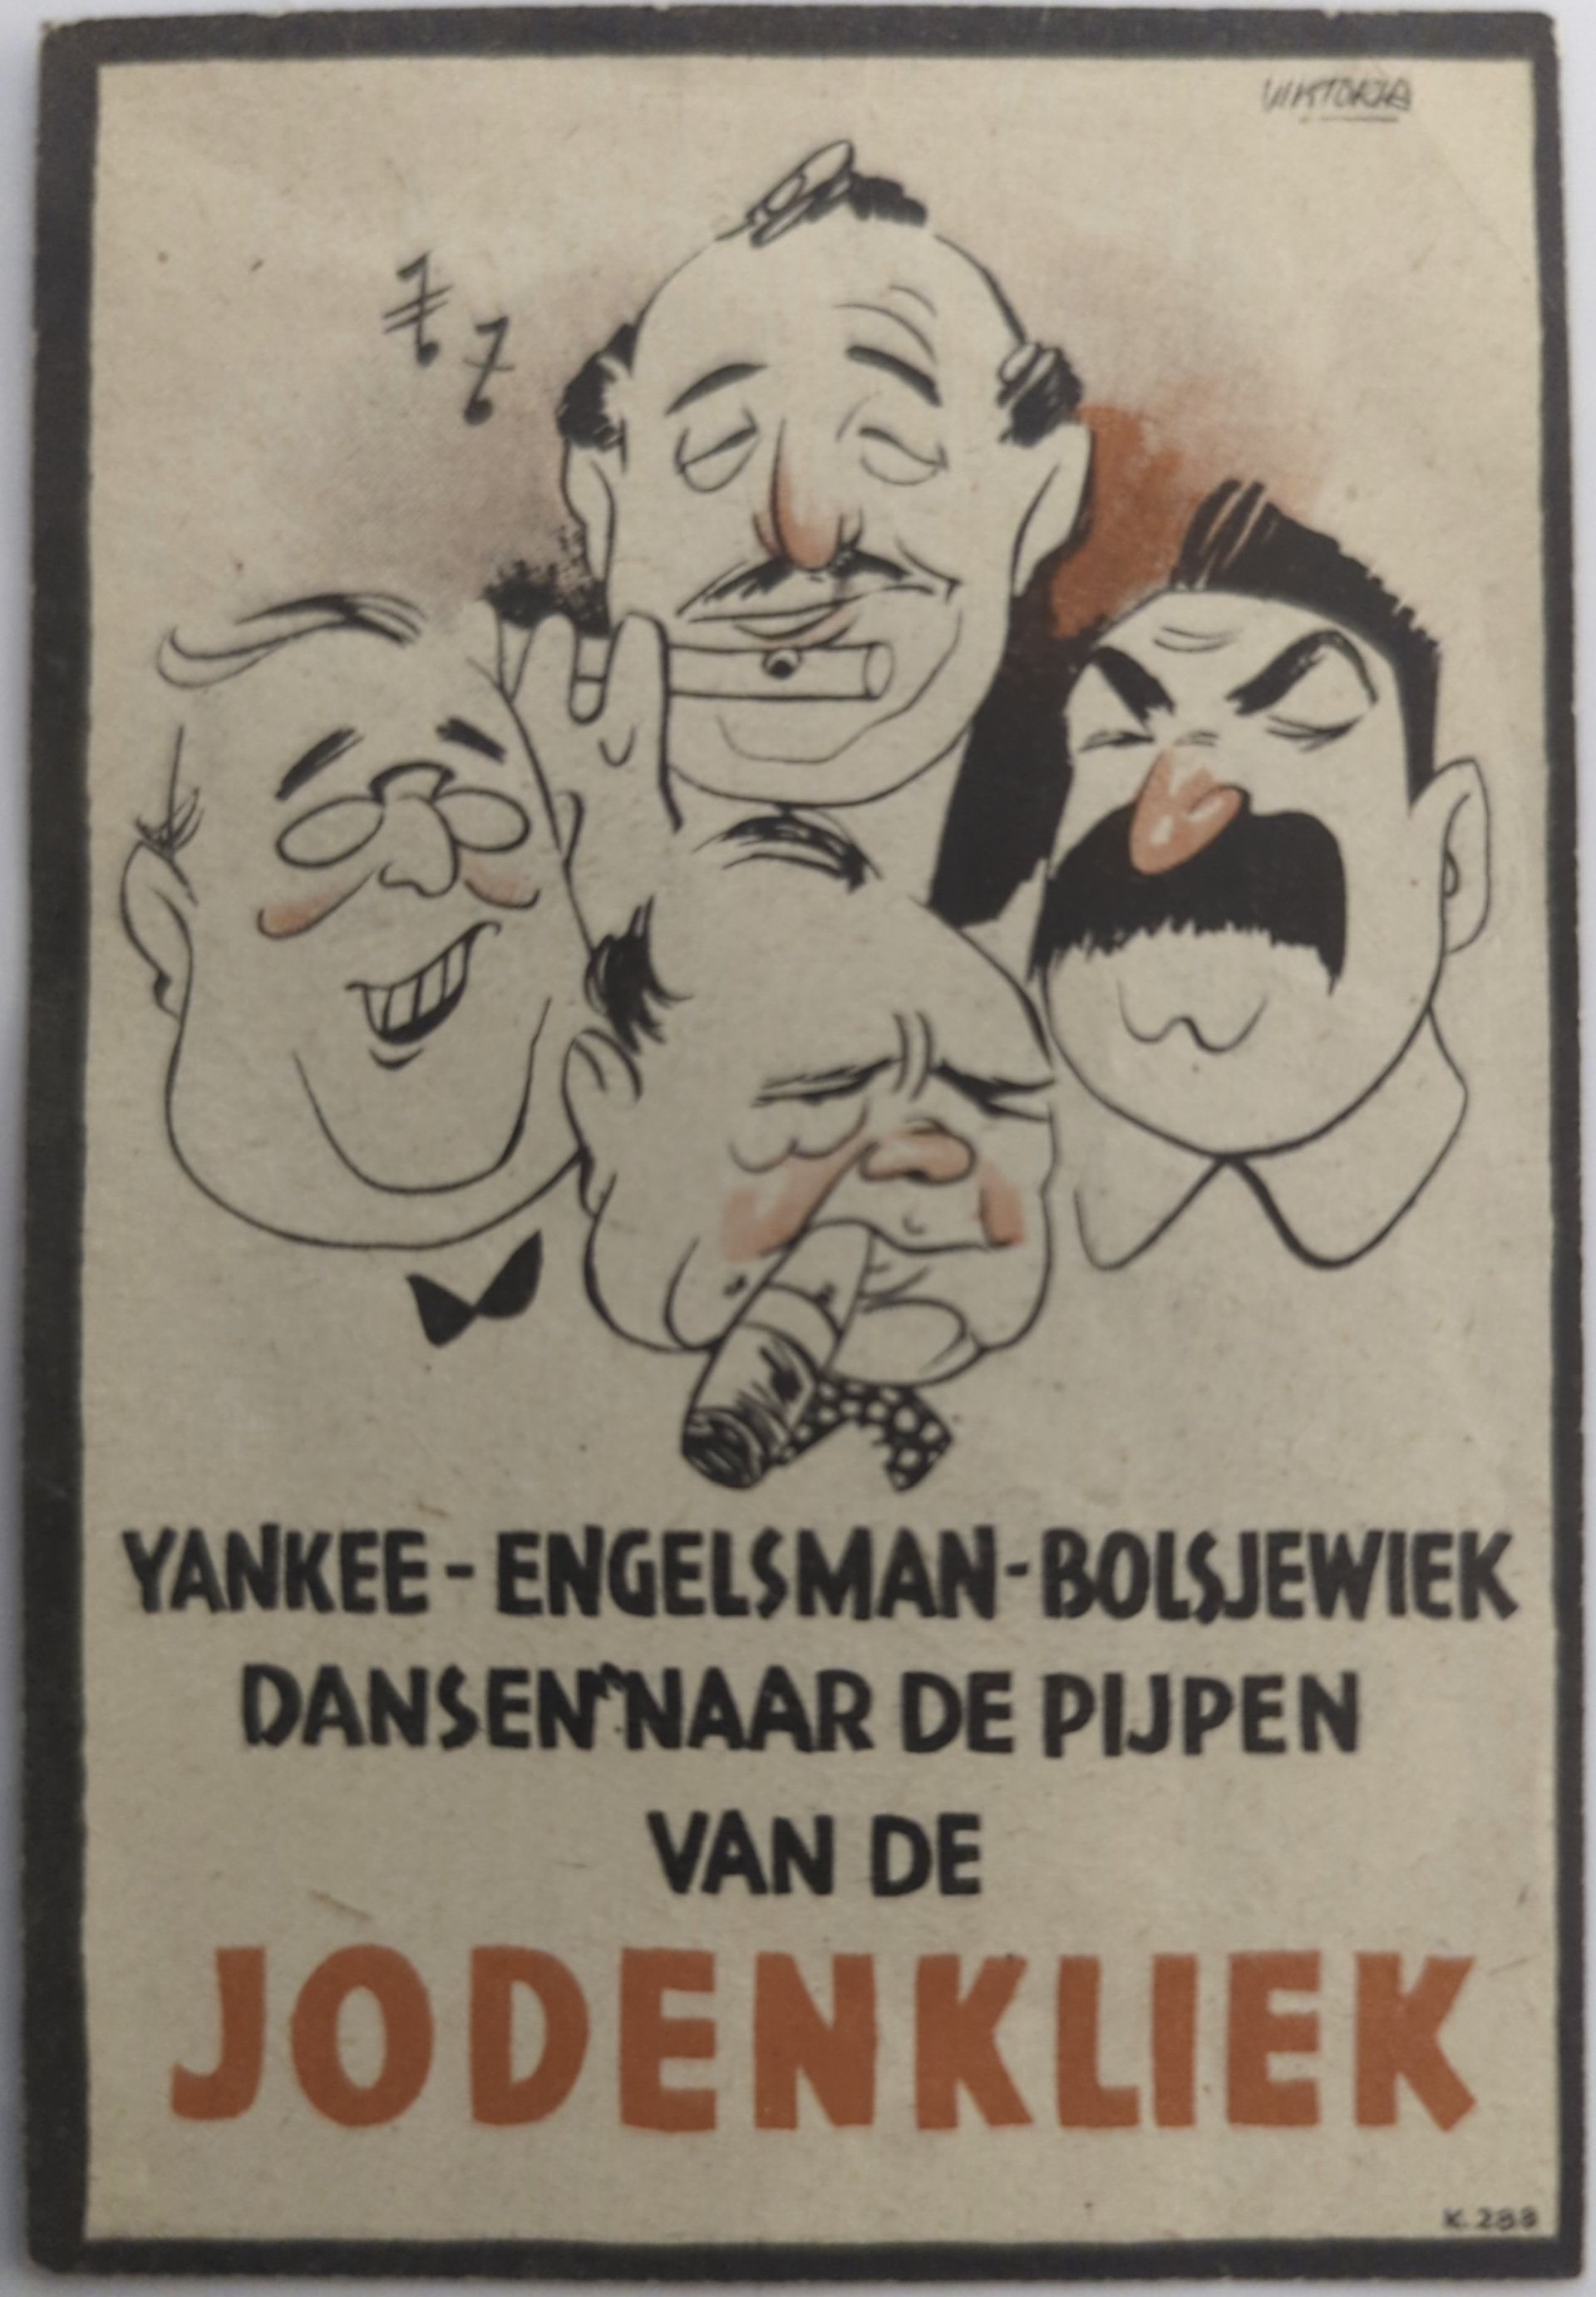 VIKTORIA
YANKEE - ENGELSMAN - BOLSJEWIEK
DANSEN NAAR DE PIJPEN
VAN DE
JODENKLIEK
K. 288